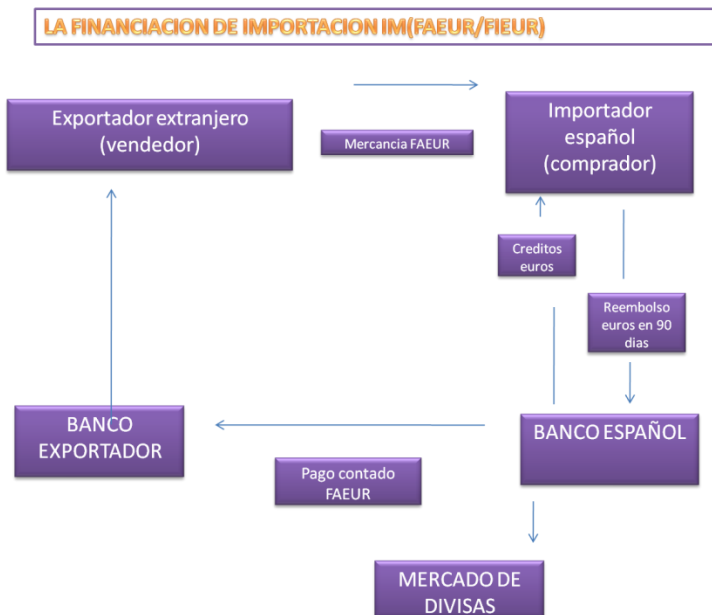 LA FINANCIACION DE IMPORTACION IM(FAEUR/FIEUR)
Exportador extranjero
(vendedor)
Mercancia FAEUR
Importador
español
(comprador)
Creditos
euros
Reembolso
euros en 90
dias
BANCO
EXPORTADOR
Pago contado
FAEUR
BANCO ESPAÑOL
MERCADO DE
DIVISAS